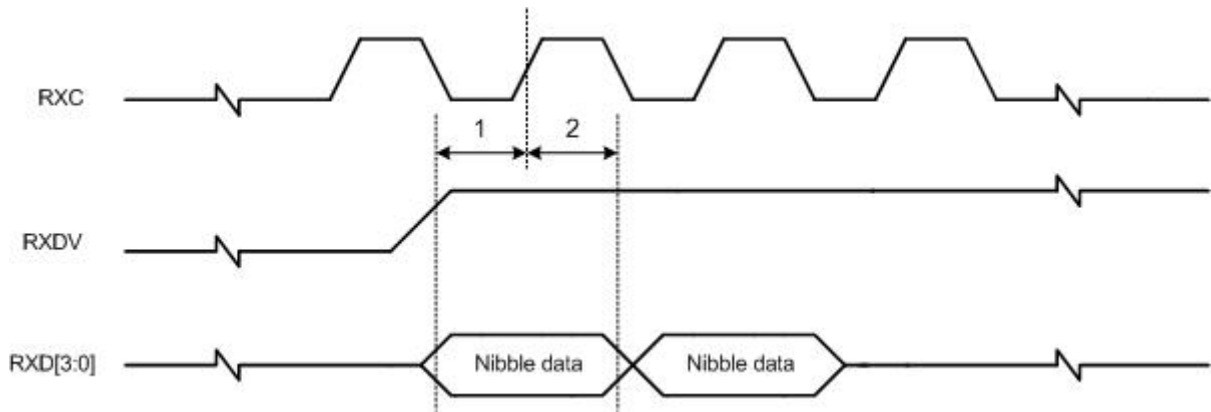 RXC
1 2
RXDV
RXD[3:0]
Nibble data Nibble data